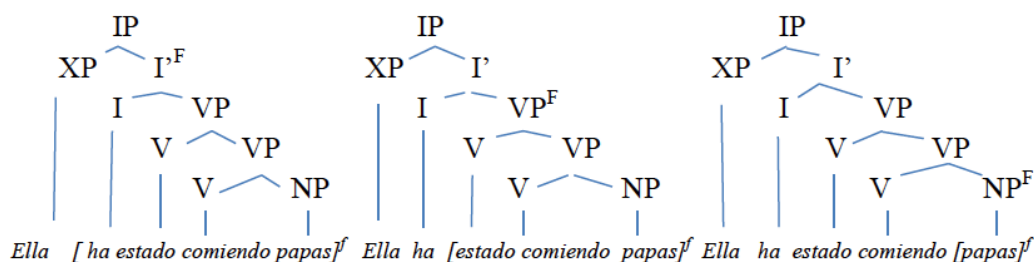 IP IP IP
XP I’F XP I’ XP I’
I VP I VPF I VP
V VP V VP V VP
V NP V NP V NPF
Ella [ ha estado comiendo papas]f Ella ha [estado comiendo papas]f Ella ha estado comiendo [papas]f